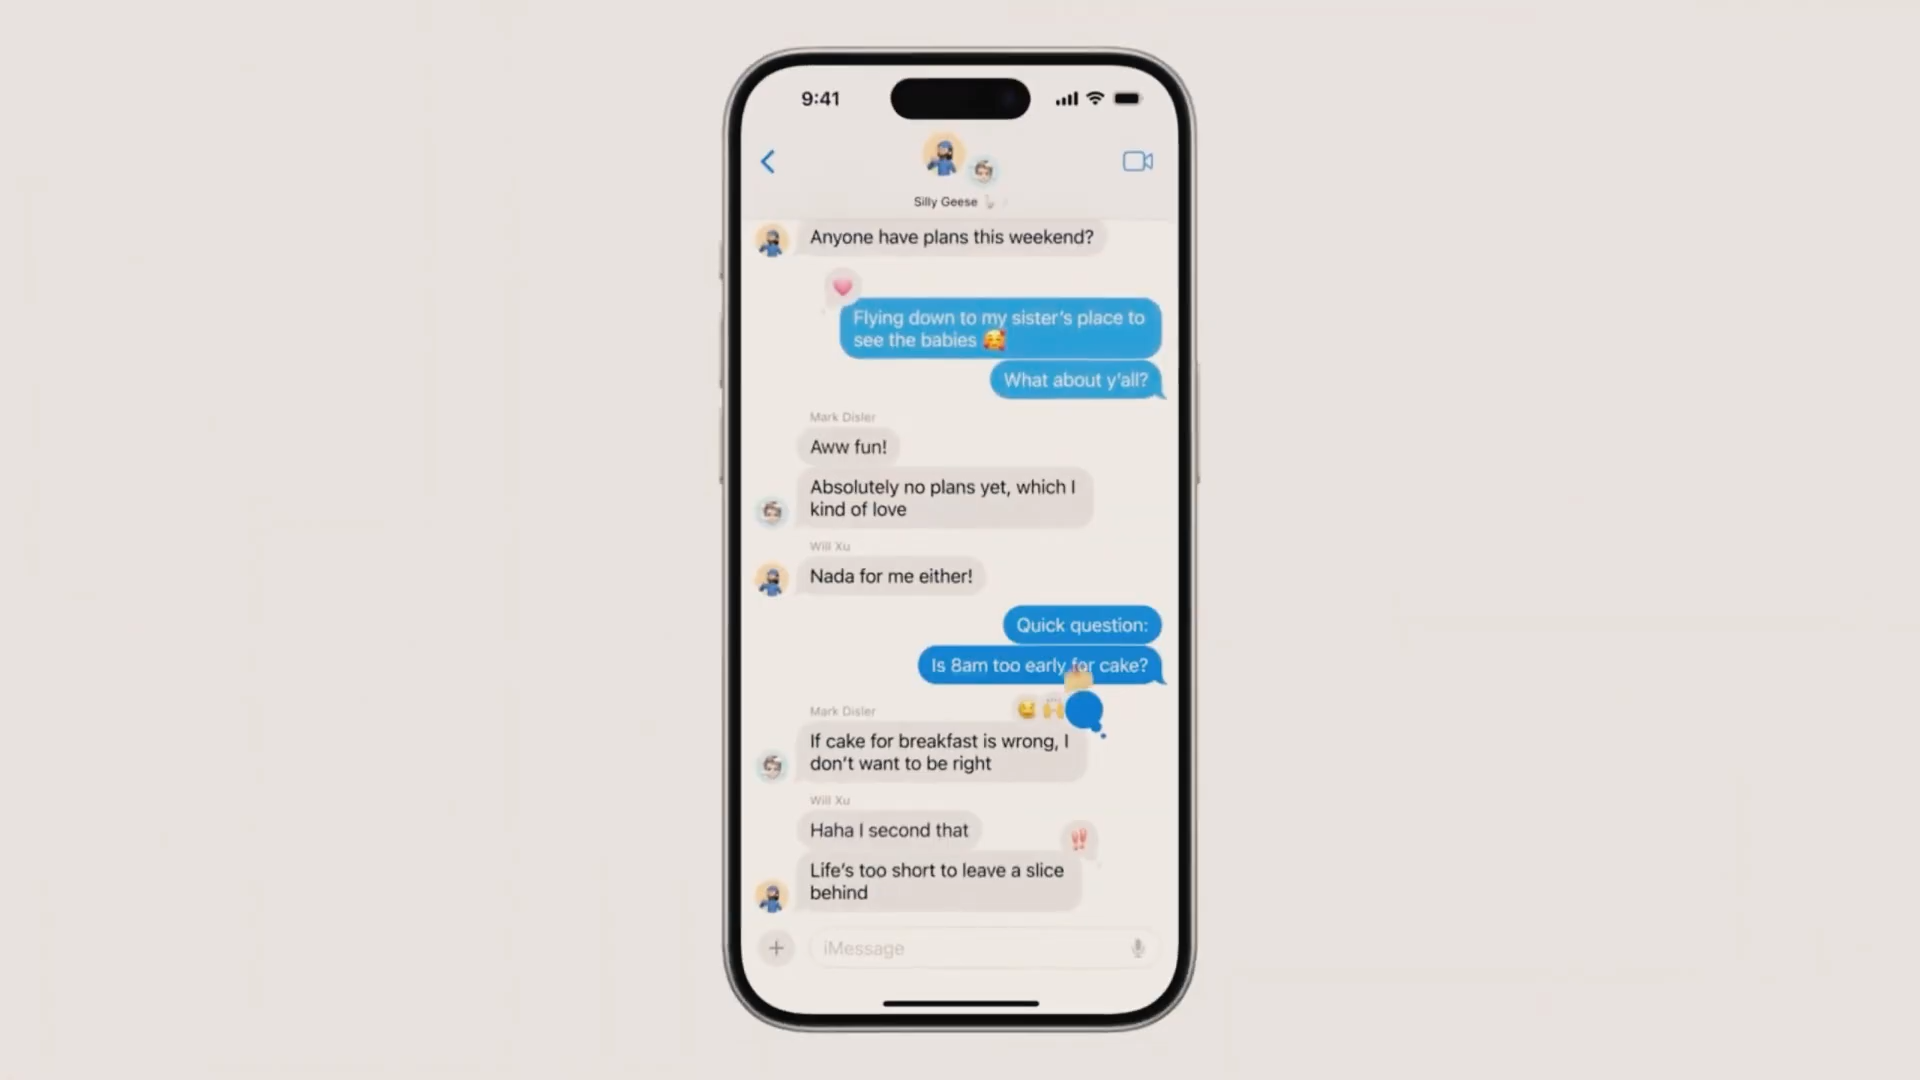 9:41
Silly Geese
Anyone have plans this weekend?
Flying down to my sister's place to
see the babies 🥰
What about y'all?
Mark Disler
Aww fun!
Absolutely no plans yet, which I
kind of love
Will Xu
Nada for me either!
Quick question:
Is 8am too early for cake?
Mark Disler
If cake for breakfast is wrong, I
don't want to be right
Will Xu
Haha I second that
Life's too short to leave a slice
behind
iMessage